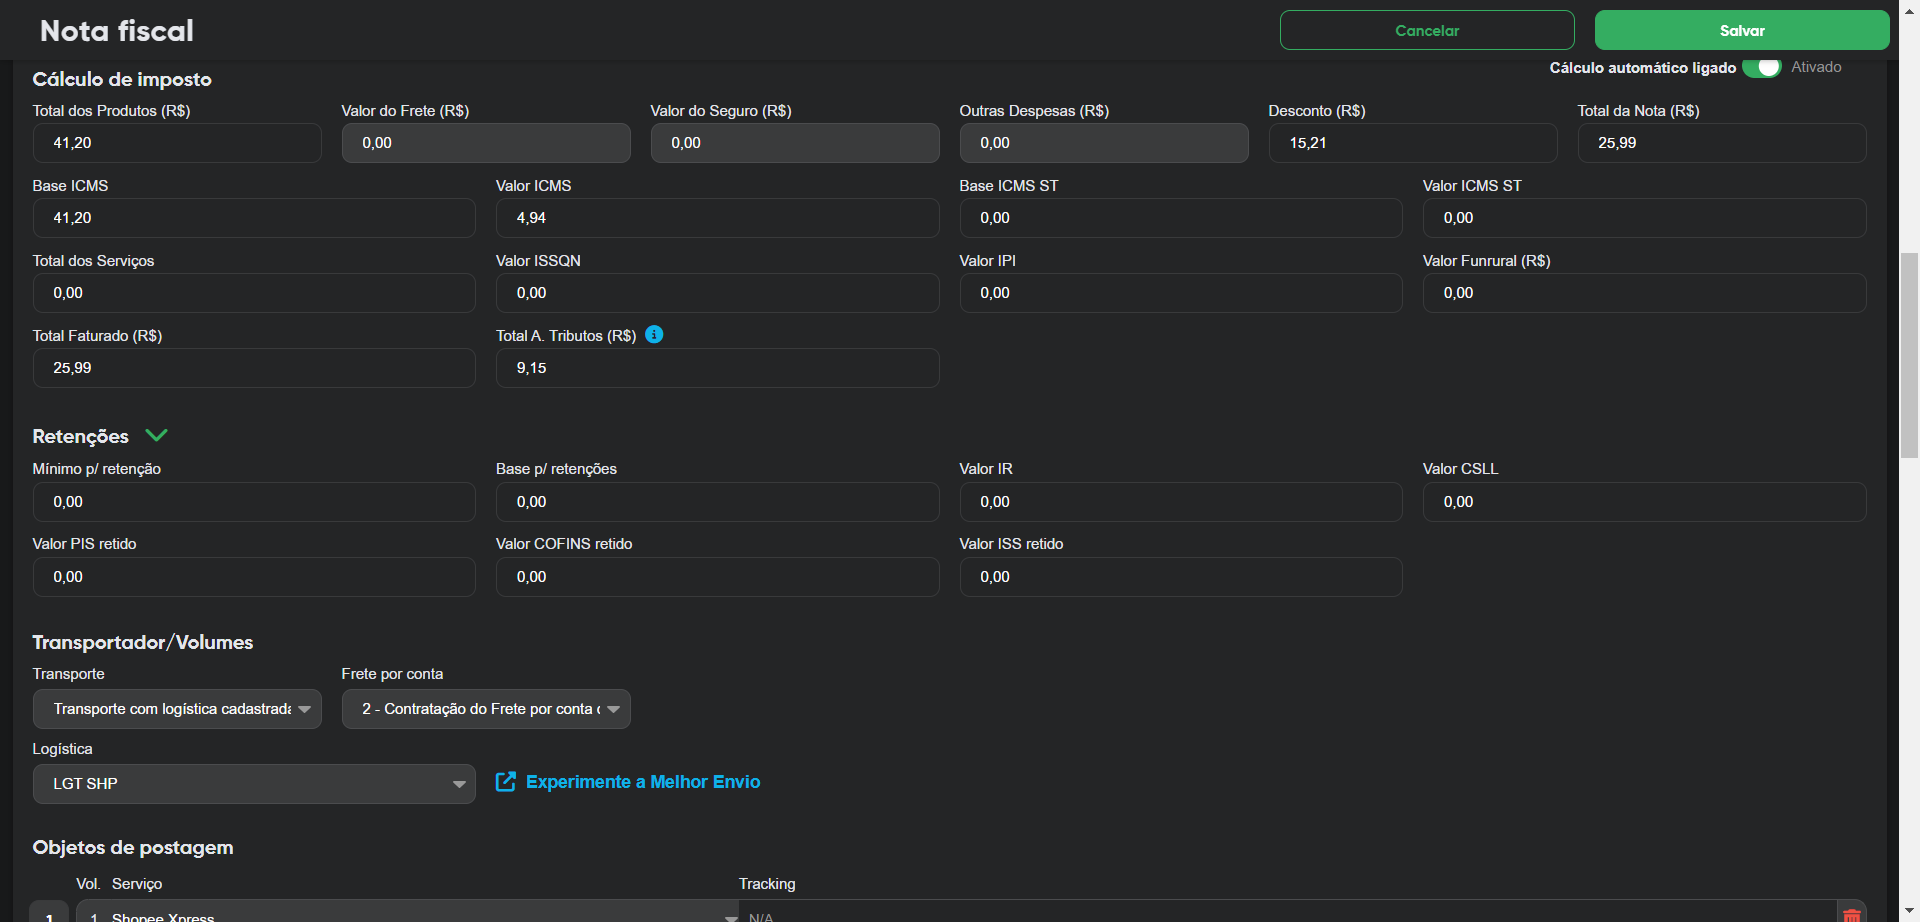 Nota fiscal
Cancelar
Salvar
Cálculo de imposto
Cálculo automático ligado Ativado
Total dos Produtos (R$) Valor do Frete (R$) Valor do Seguro (R$) Outras Despesas (R$) Desconto (R$) Total da Nota (R$)
41,20 0,00 0,00 0,00 15,21 25,99
Base ICMS Valor ICMS Base ICMS ST Valor ICMS ST
41,20 4,94 0,00 0,00
Total dos Serviços Valor ISSQN Valor IPI Valor Funrural (R$)
0,00 0,00 0,00 0,00
Total Faturado (R$) Total A. Tributos (R$)
25,99 9,15
Retenções
Mínimo p/ retenção Base p/ retenções Valor IR Valor CSLL
0,00 0,00 0,00 0,00
Valor PIS retido Valor COFINS retido Valor ISS retido
0,00 0,00 0,00
Transportador/Volumes
Transporte Frete por conta
Transporte com logística cadastrada 2 - Contratação do Frete por conta
Logística
LGT SHP Experimente a Melhor Envio
Objetos de postagem
Vol. Serviço Tracking
1 1 Shopee Xpress N/A